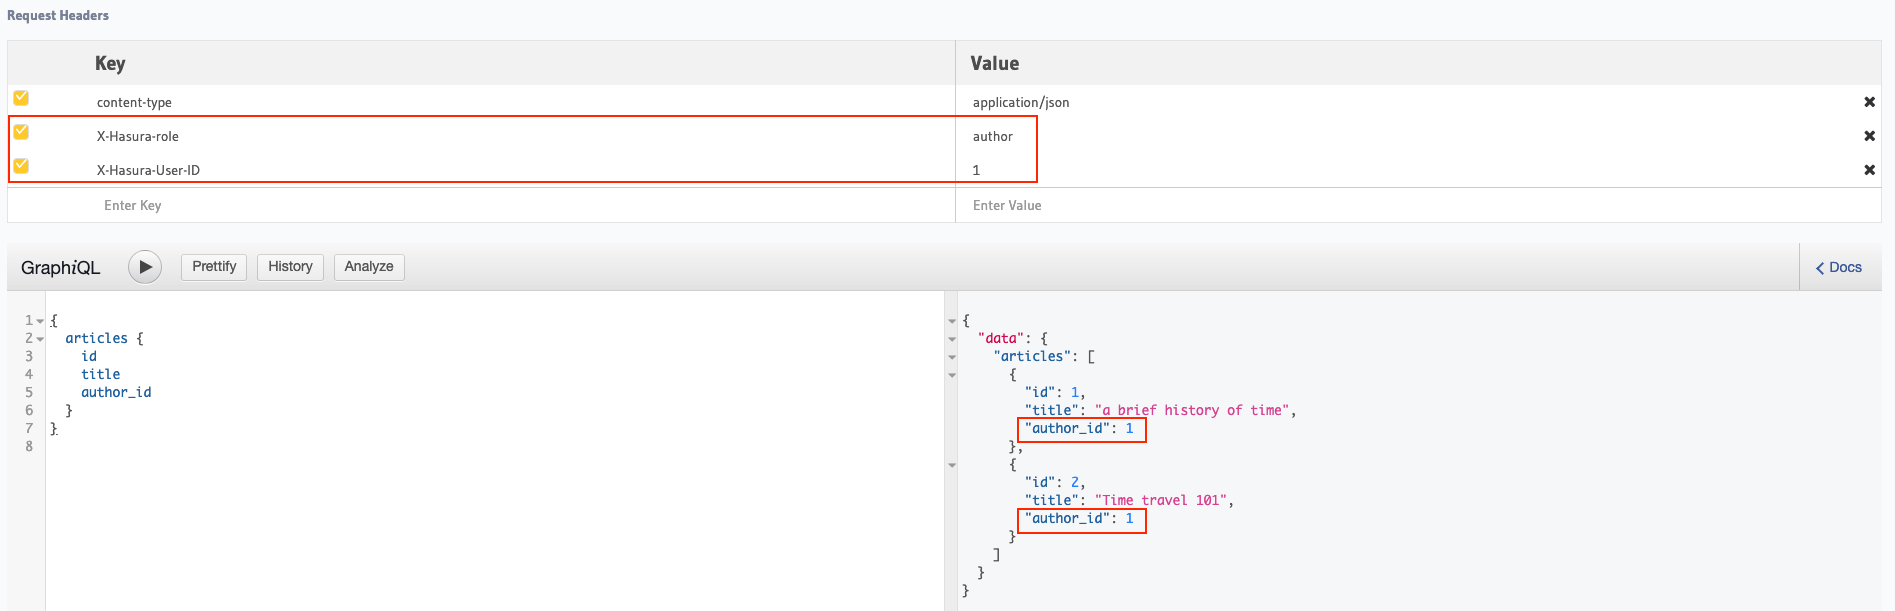 Request Headers
Key Value
content-type application/json ✖
X-Hasura-role author ✖
X-Hasura-User-ID 1 ✖
Enter Key Enter Value
GraphiQL Prettify History Analyze < Docs
1 {
2 articles {
3 id
4 title
5 author_id
6 }
7 }
8
{
"data": {
"articles": [
{
"id": 1,
"title": "a brief history of time",
"author_id": 1
},
{
"id": 2,
"title": "Time travel 101",
"author_id": 1
}
]
}
}